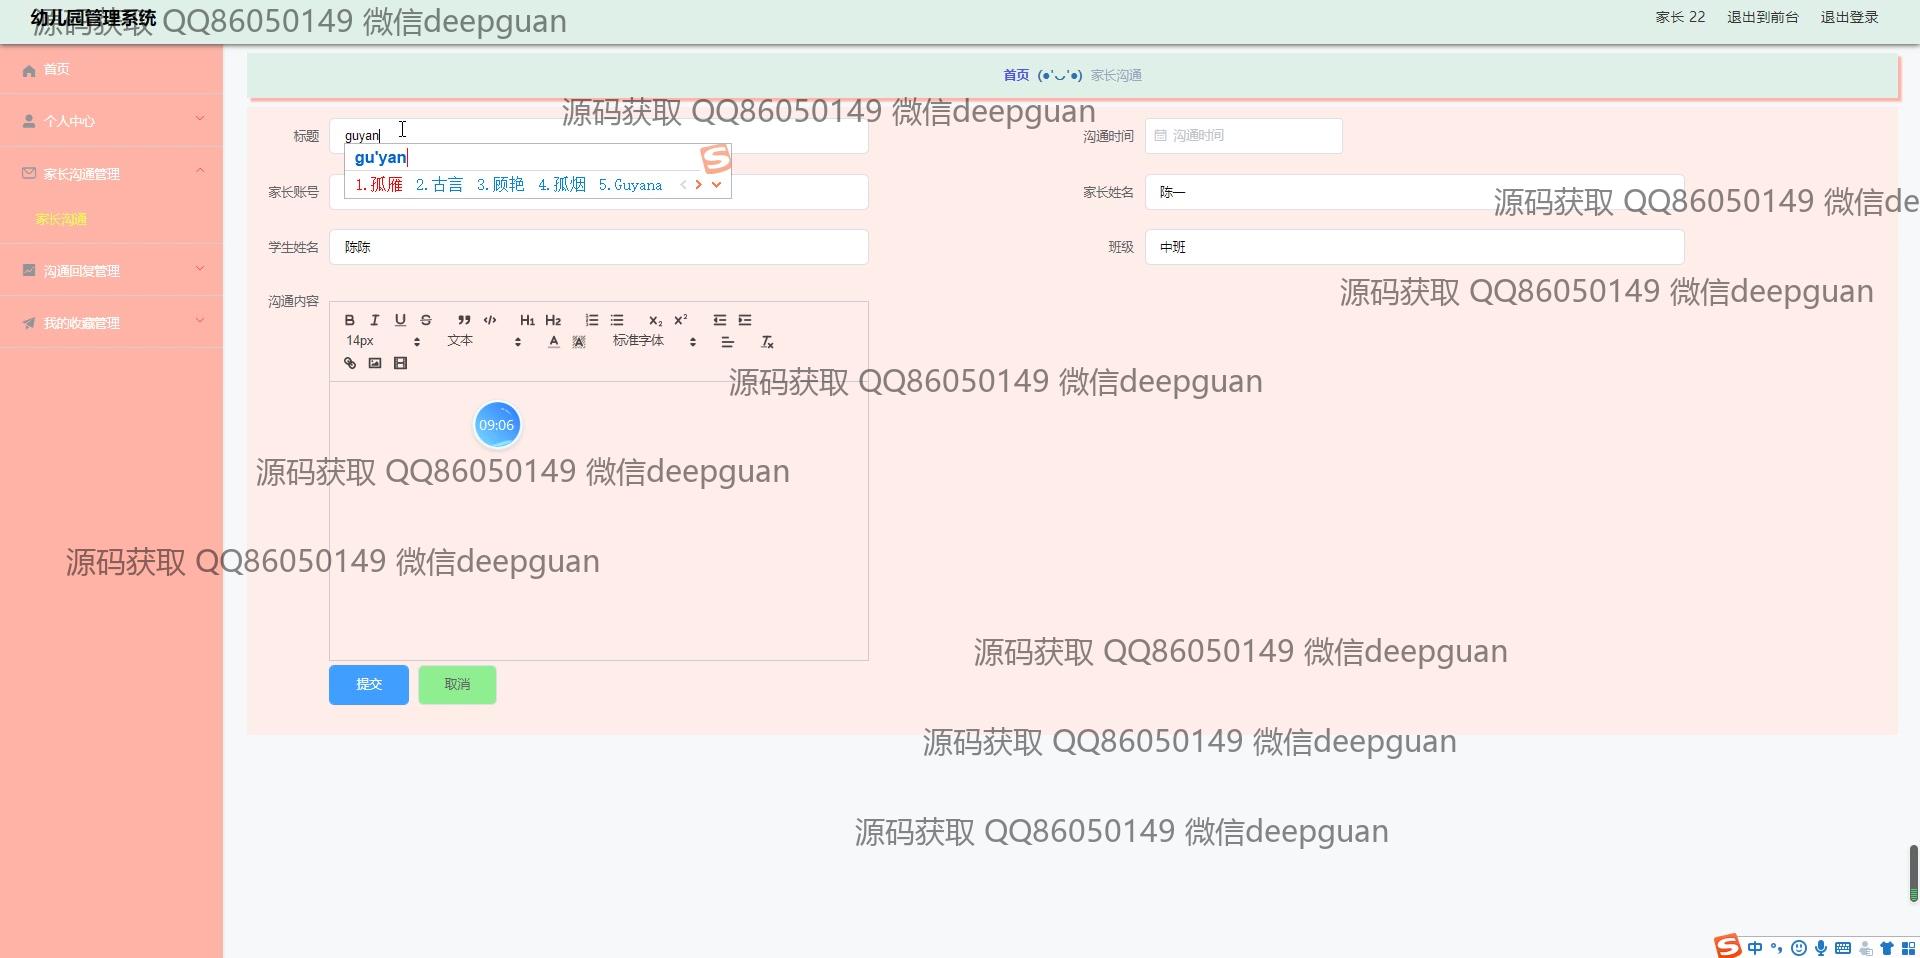 幼儿园管理系统
源码获取 QQ86050149 微信deepguan
家长 22 退出到前台 退出登录
首页
个人中心
家长沟通管理
家长沟通
沟通回复管理
我的收藏管理
首页 (●'◡'●) 家长沟通
源码获取 QQ86050149 微信deepguan
标题 guyan
沟通时间 沟通时间
gu'yan
1.孤雁 2.古言 3.顾艳 4.孤烟 5.Guyana
家长账号
家长姓名 陈一
源码获取 QQ86050149 微信de
学生姓名 陈陈
班级 中班
源码获取 QQ86050149 微信deepguan
沟通内容
B I U S H1 H2 x2 x2
14px 文本 A A 标准字体 Tx
源码获取 QQ86050149 微信deepguan
09:06
源码获取 QQ86050149 微信deepguan
源码获取 QQ86050149 微信deepguan
源码获取 QQ86050149 微信deepguan
提交 取消
源码获取 QQ86050149 微信deepguan
源码获取 QQ86050149 微信deepguan
中